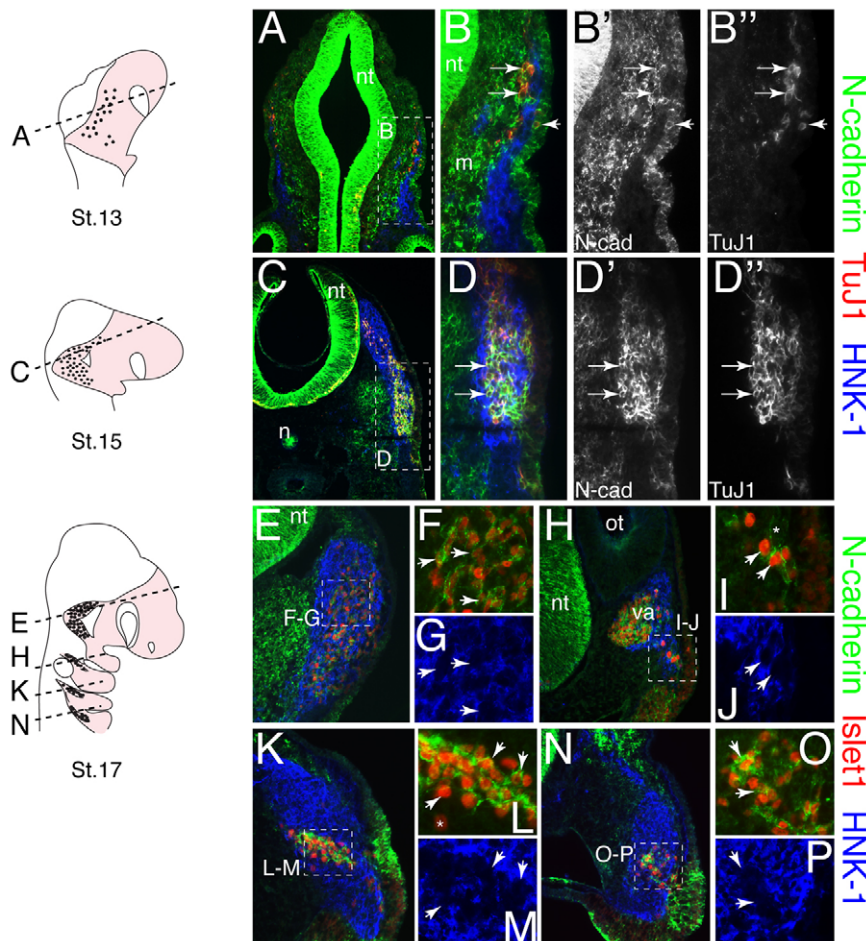 A
St.13
C
St.15
E
H
K
N
St.17
A
nt
B
B
nt
m
B'
N-cad
B''
TuJ1
C
nt
n
D
D
D'
N-cad
D''
TuJ1
N-cadherin TuJ1 HNK-1
E
nt
F-G
F
G
H
ot
nt
va
I-J
I
*
J
K
L-M
L
*
M
N
O-P
O
P
N-cadherin Islet1 HNK-1